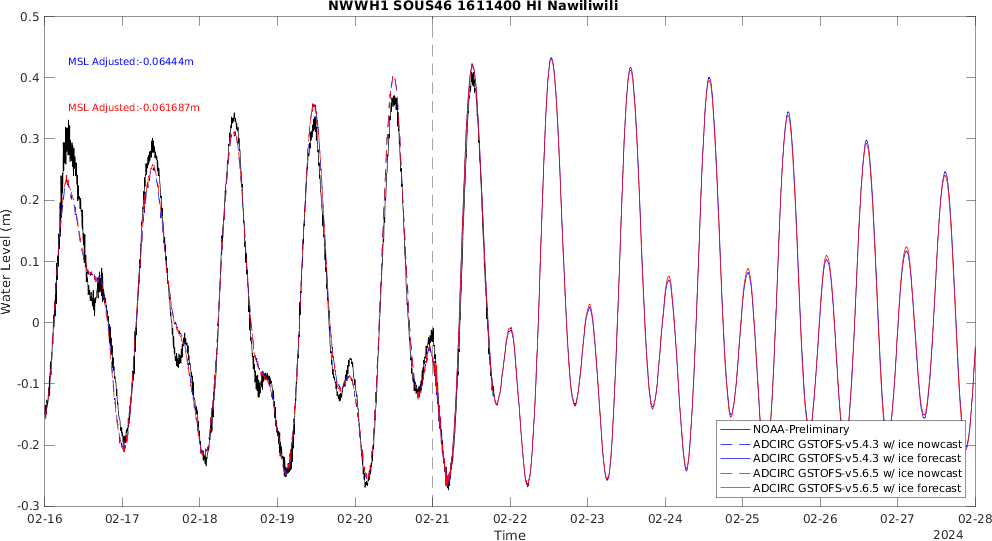 NWWH1 SOUS46 1611400 HI Nawiliwili
0.5
0.4
0.3
0.2
0.1
0
-0.1
-0.2
-0.3
Water Level (m)
MSL Adjusted:-0.06444m
MSL Adjusted:-0.061687m
NOAA-Preliminary
ADCIRC GSTOFS-v5.4.3 w/ ice nowcast
ADCIRC GSTOFS-v5.4.3 w/ ice forecast
ADCIRC GSTOFS-v5.6.5 w/ ice nowcast
ADCIRC GSTOFS-v5.6.5 w/ ice forecast
02-16 02-17 02-18 02-19 02-20 02-21 02-22 02-23 02-24 02-25 02-26 02-27 02-28
Time
2024